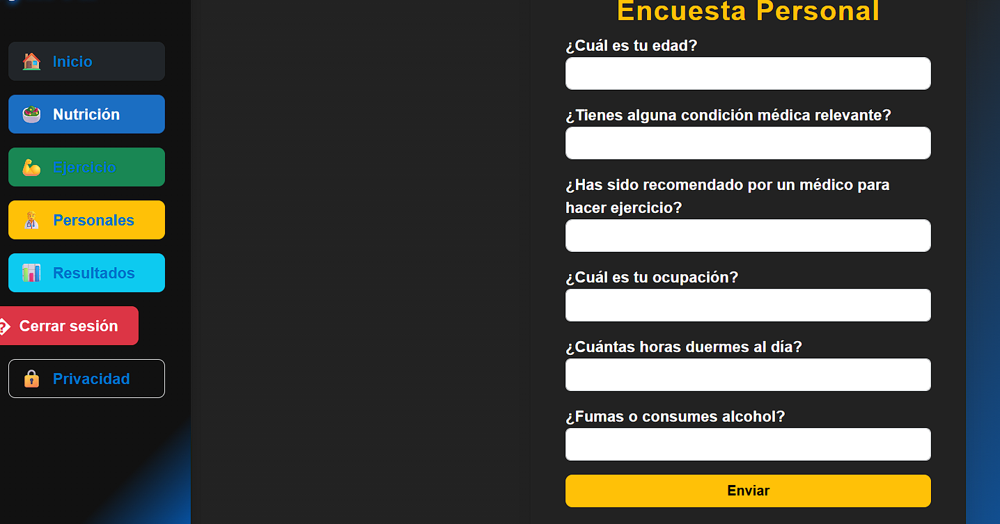 Inicio
Nutrición
Ejercicio
Personales
Resultados
Cerrar sesión
Privacidad
Encuesta Personal
¿Cuál es tu edad?
¿Tienes alguna condición médica relevante?
¿Has sido recomendado por un médico para
hacer ejercicio?
¿Cuál es tu ocupación?
¿Cuántas horas duermes al día?
¿Fumas o consumes alcohol?
Enviar